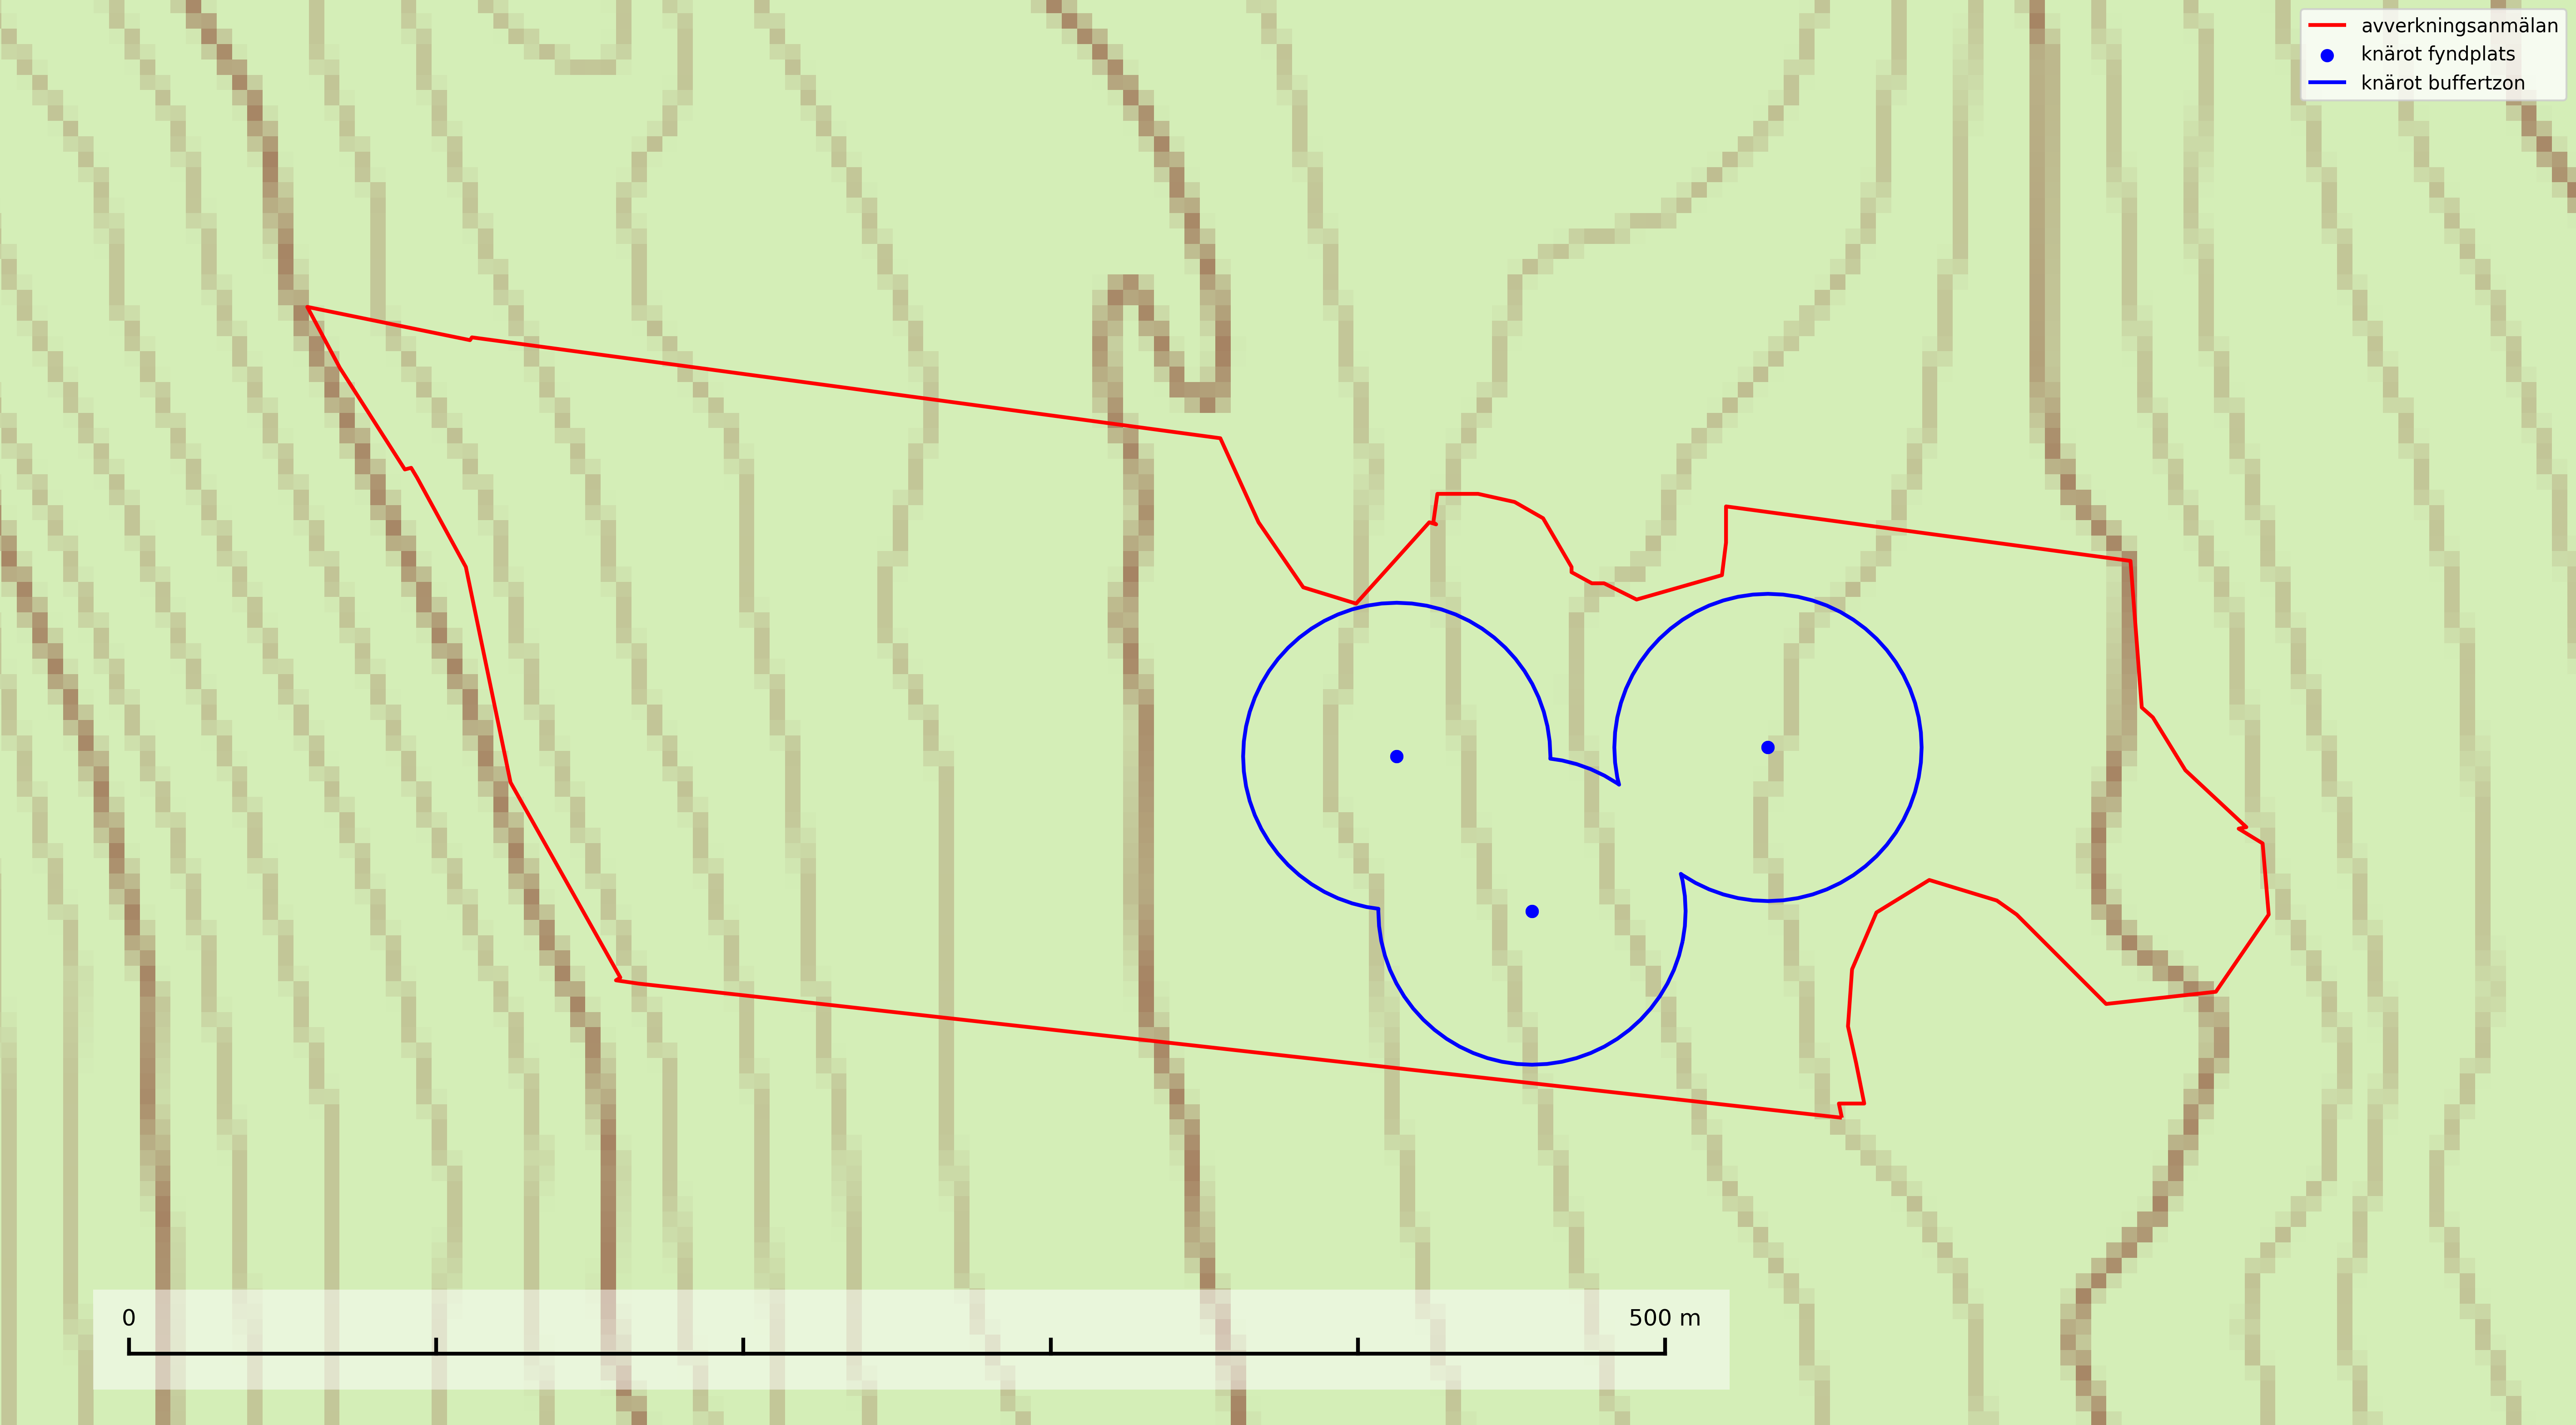 avverkningsanmälan
knärot fyndplats
knärot buffertzon
0
500 m